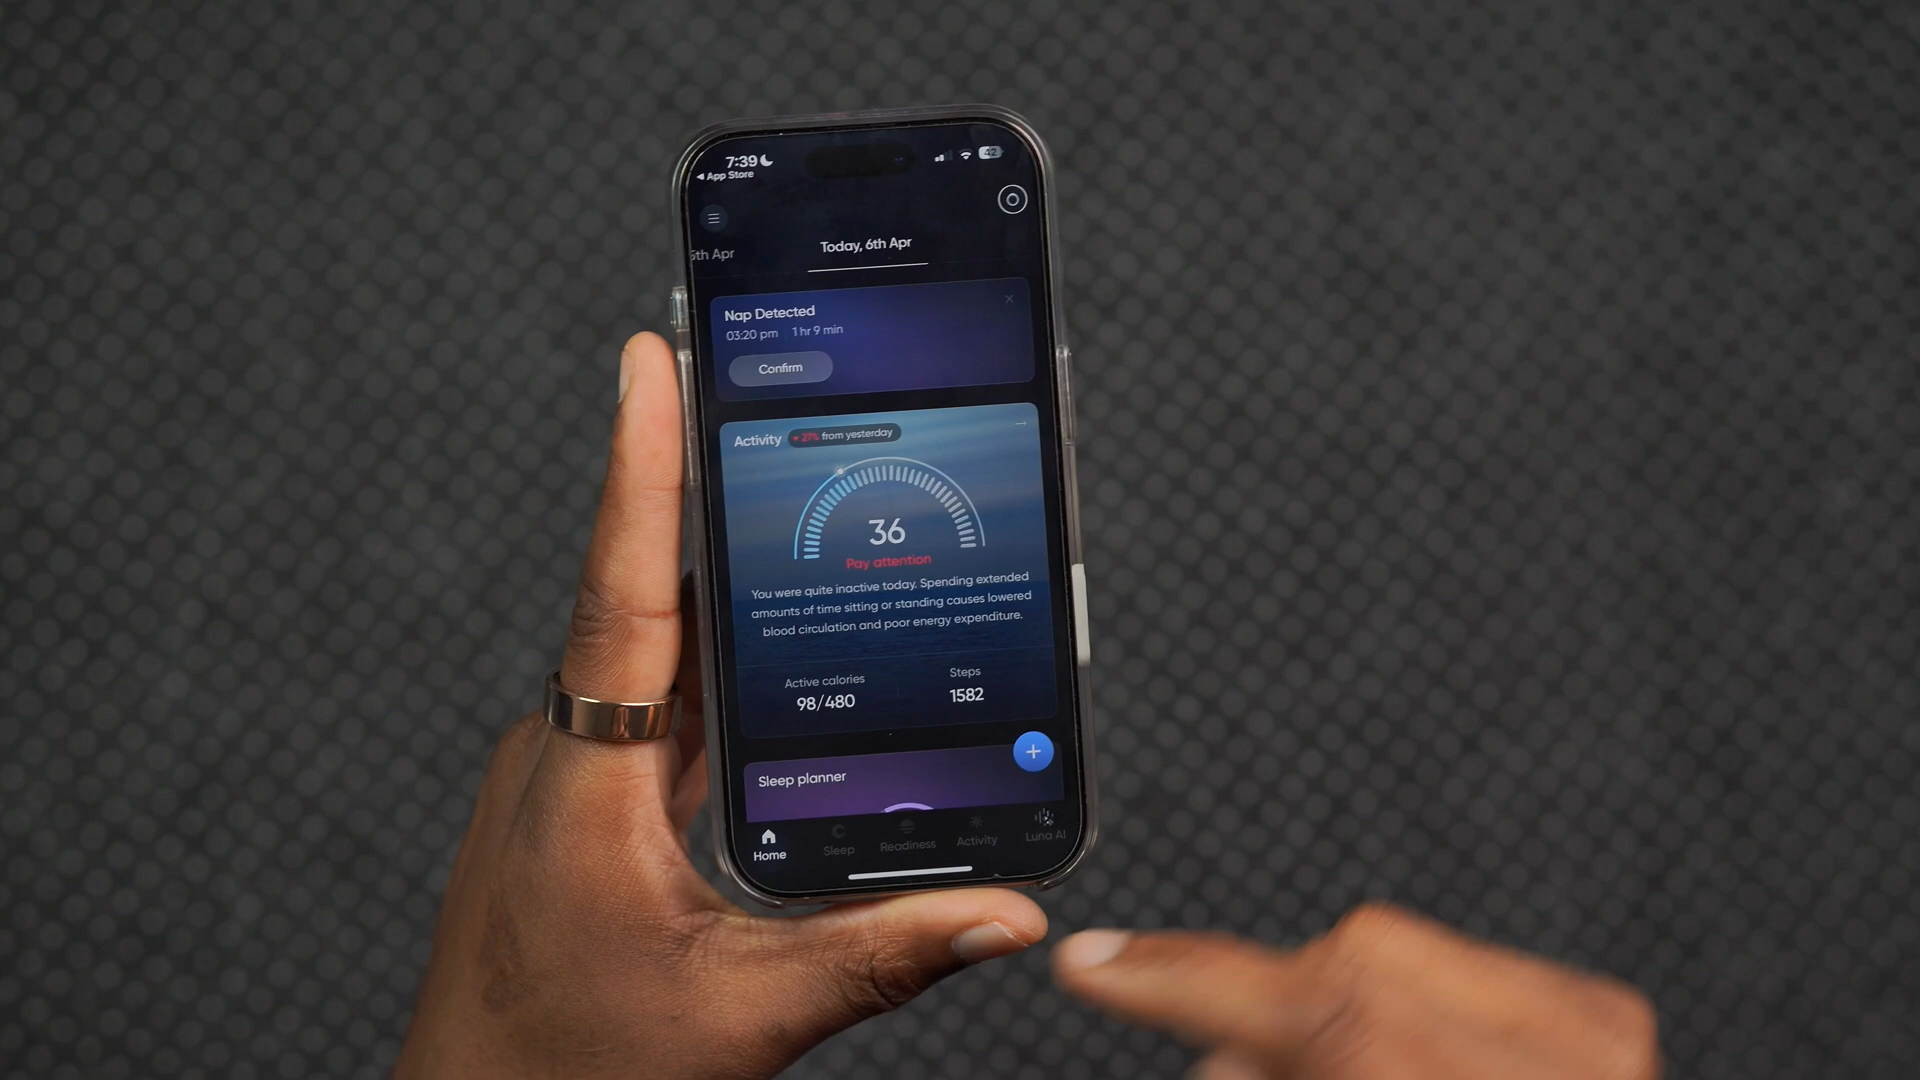 7:39
42
◀ App Store
5th Apr
Today, 6th Apr
Nap Detected
03:20 pm 1 hr 9 min
Confirm
Activity
27% from yesterday
36
Pay attention
You were quite inactive today. Spending extended
amounts of time sitting or standing causes lowered
blood circulation and poor energy expenditure.
Active calories
98/480
Steps
1582
Sleep planner
Home
Sleep
Readiness
Activity
Luna AI